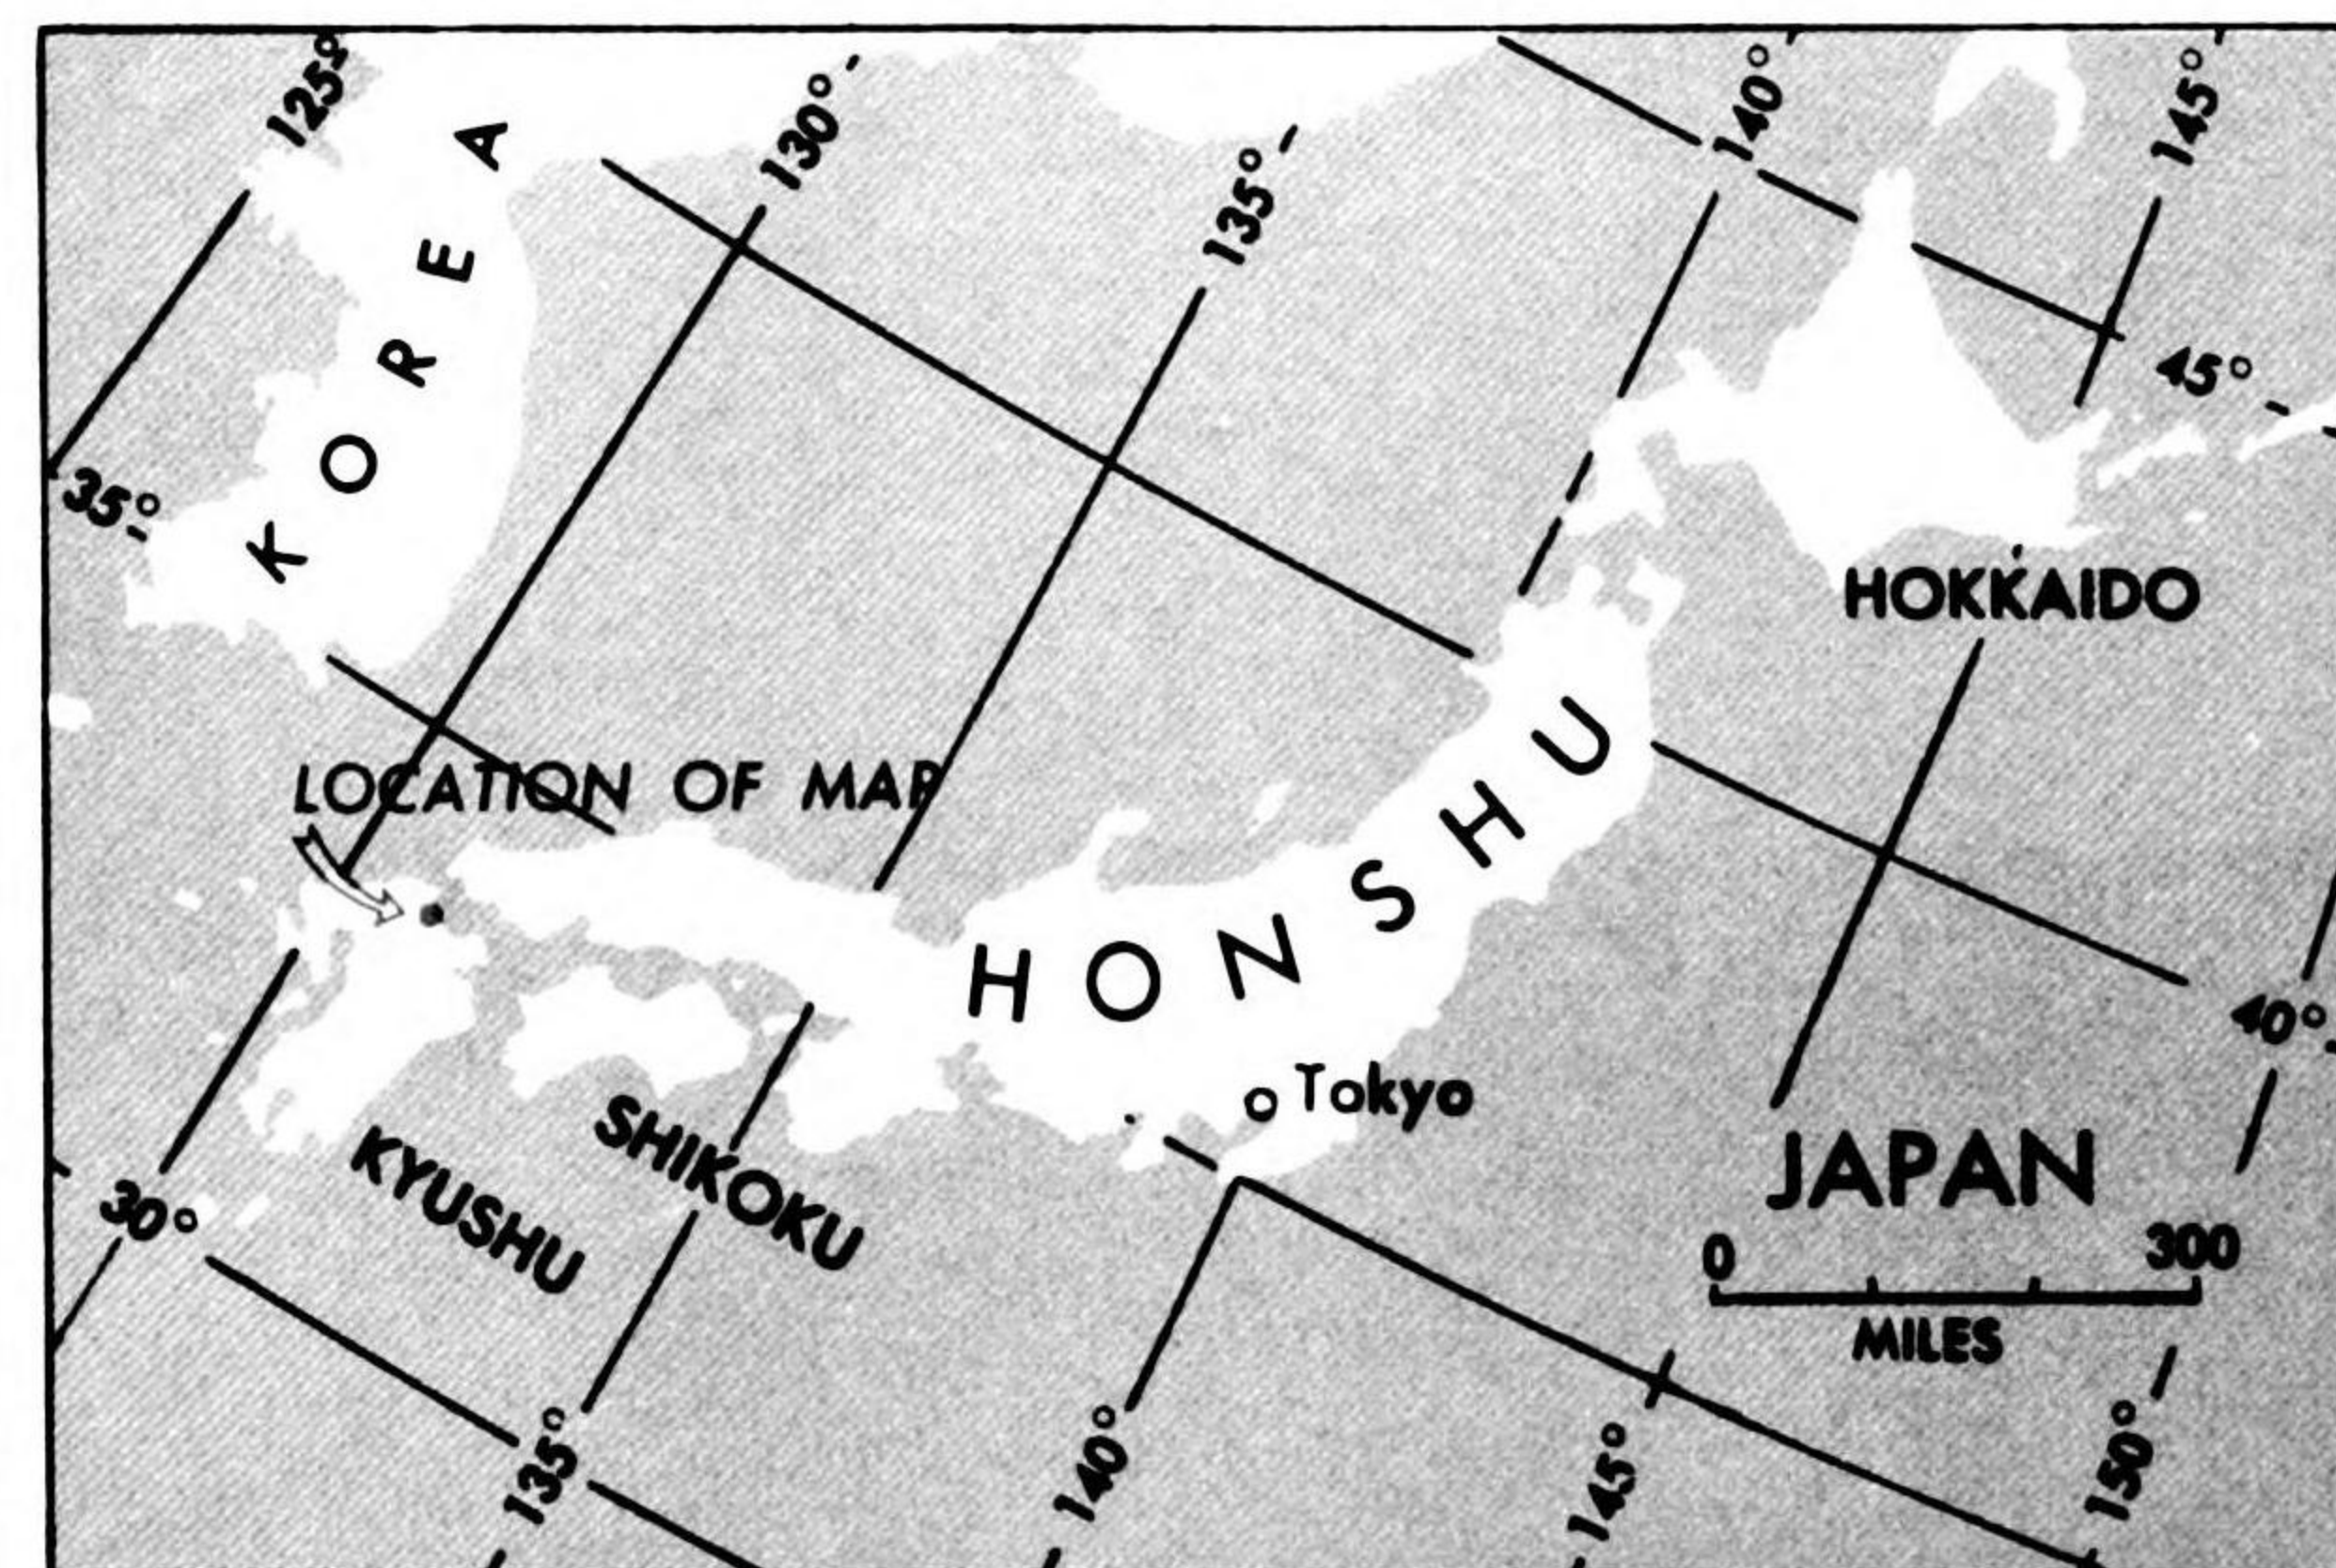 125°
130°
135°
140°
145°
KOREA
45°
35°
HOKKAIDO
LOCATION OF MAP
HONSHU
40°
Tokyo
SHIKOKU
KYUSHU
30°
JAPAN
0 300
MILES
135°
140°
145°
150°